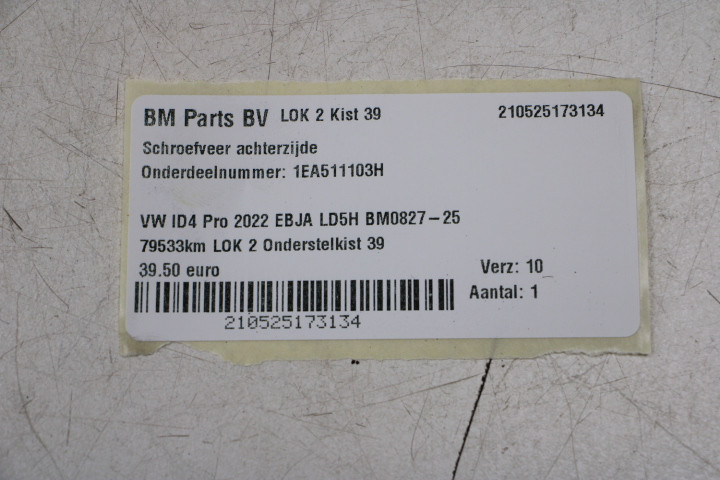 BM Parts BV LOK 2 Kist 39 210525173134
Schroefveer achterzijde
Onderdeelnummer: 1EA511103H
VW ID4 Pro 2022 EBJA LD5H BM0827-25
79533km LOK 2 Onderstelkist 39
39.50 euro Verz: 10
Aantal: 1
210525173134